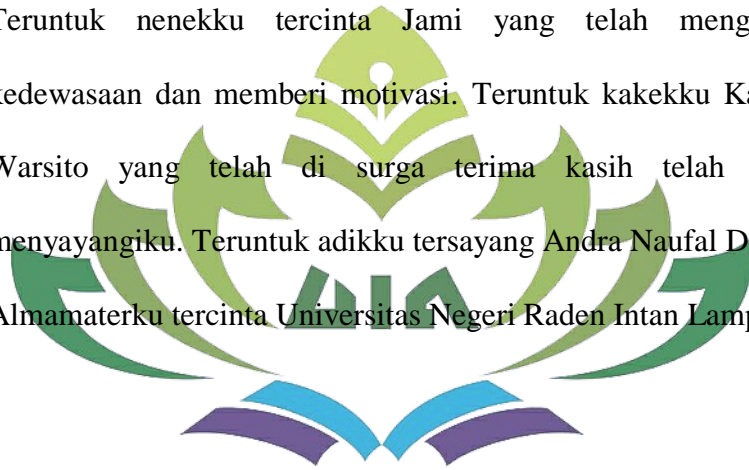 Teruntuk nenekku tercinta Jami yang telah meng
kedewasaan dan memberi motivasi. Teruntuk kakekku Ka
Warsito yang telah di surga terima kasih telah
menyayangiku. Teruntuk adikku tersayang Andra Naufal D
Almamaterku tercinta Universitas Negeri Raden Intan Lamp